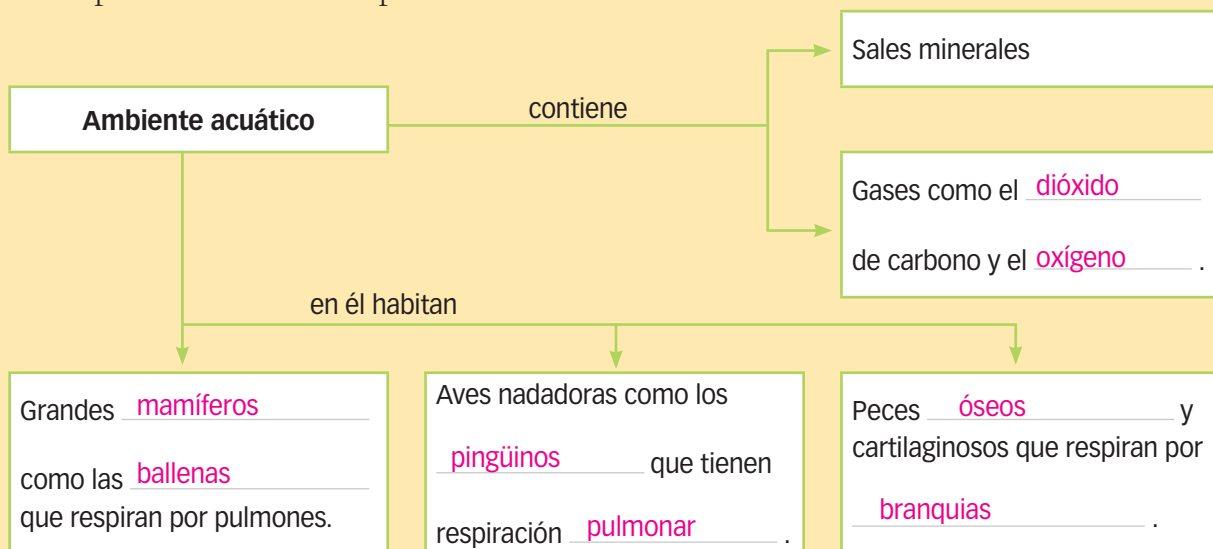 Sales minerales
Ambiente acuático
contiene
Gases como el dióxido
de carbono y el oxígeno .
en él habitan
Grandes mamíferos
como las ballenas
que respiran por pulmones.
Aves nadadoras como los
pingüinos que tienen
respiración pulmonar .
Peces óseos y
cartilaginosos que respiran por
branquias .